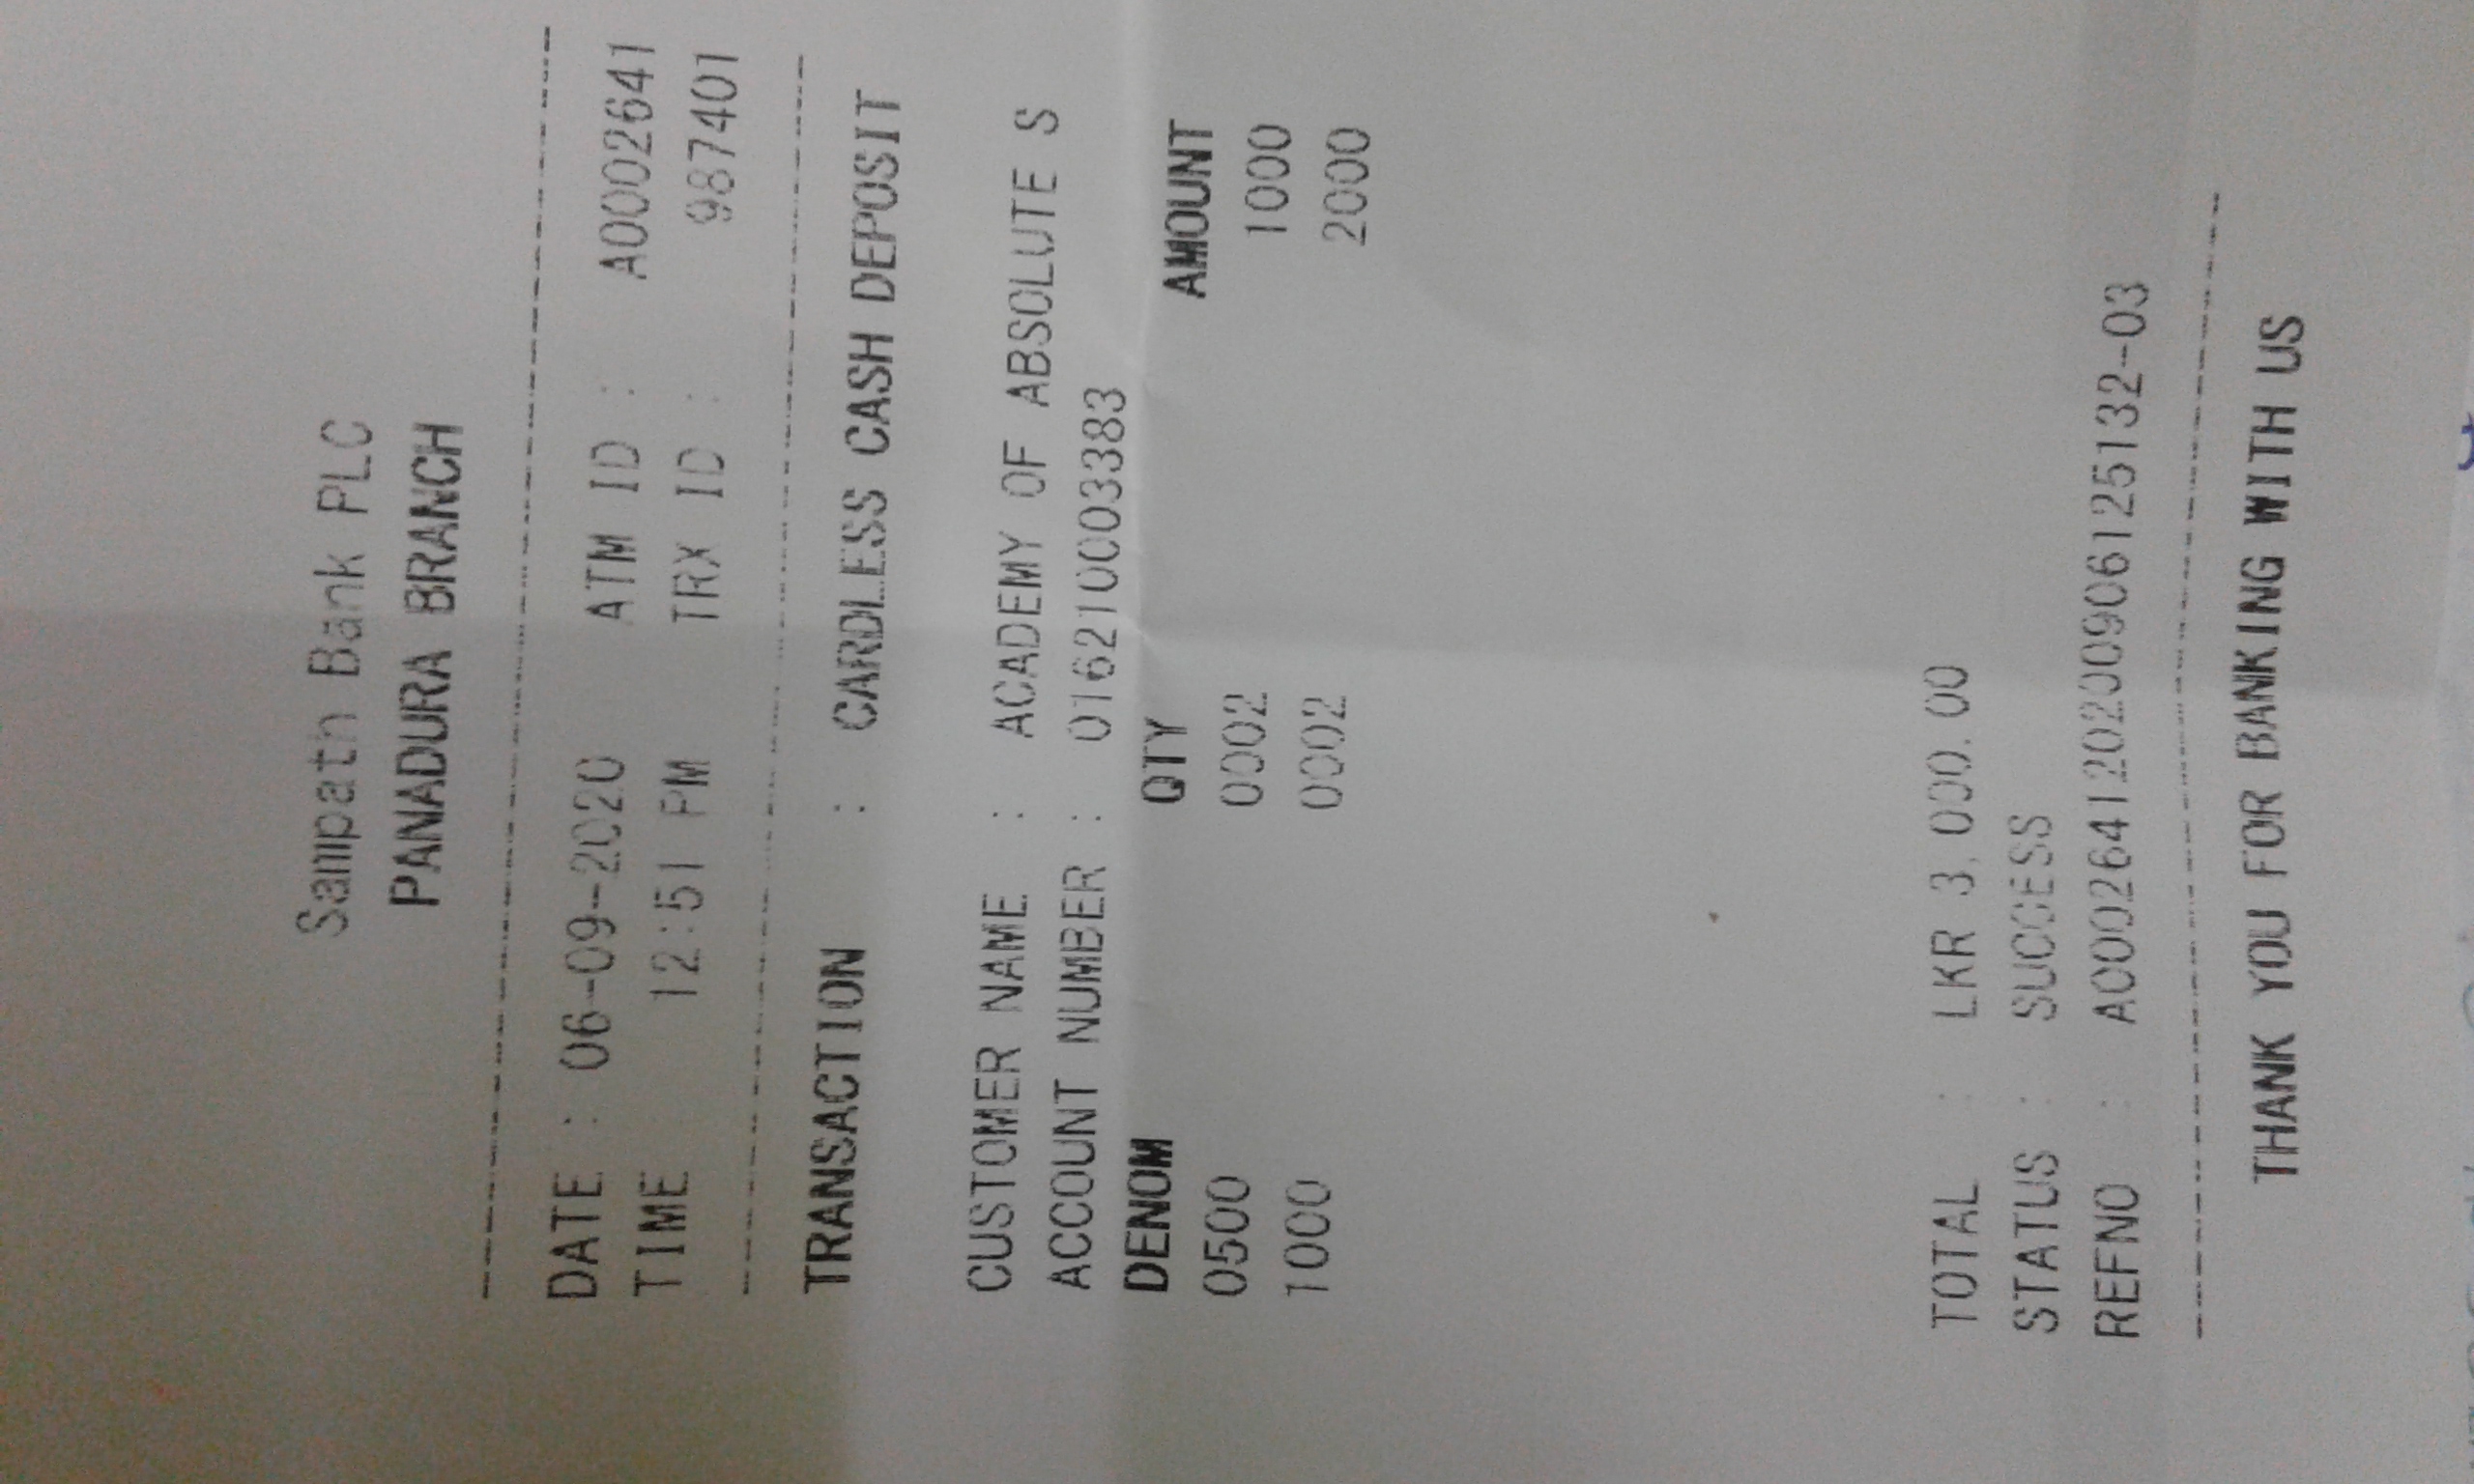 Sampath Bank PLC
PANADURA BRANCH
DATE : 06-09-2020 ATM ID : A0002641
TIME 12:51 PM TRX ID : 987401
TRANSACTION : CARDLESS CASH DEPOSIT
CUSTOMER NAME : ACADEMY OF ABSOLUTE S
ACCOUNT NUMBER : 016210003383
DENOM QTY AMOUNT
0500 0002 1000
1000 0002 2000
TOTAL : LKR 3,000.00
STATUS : SUCCESS
REFNO : A000264120200906125132-03
THANK YOU FOR BANKING WITH US